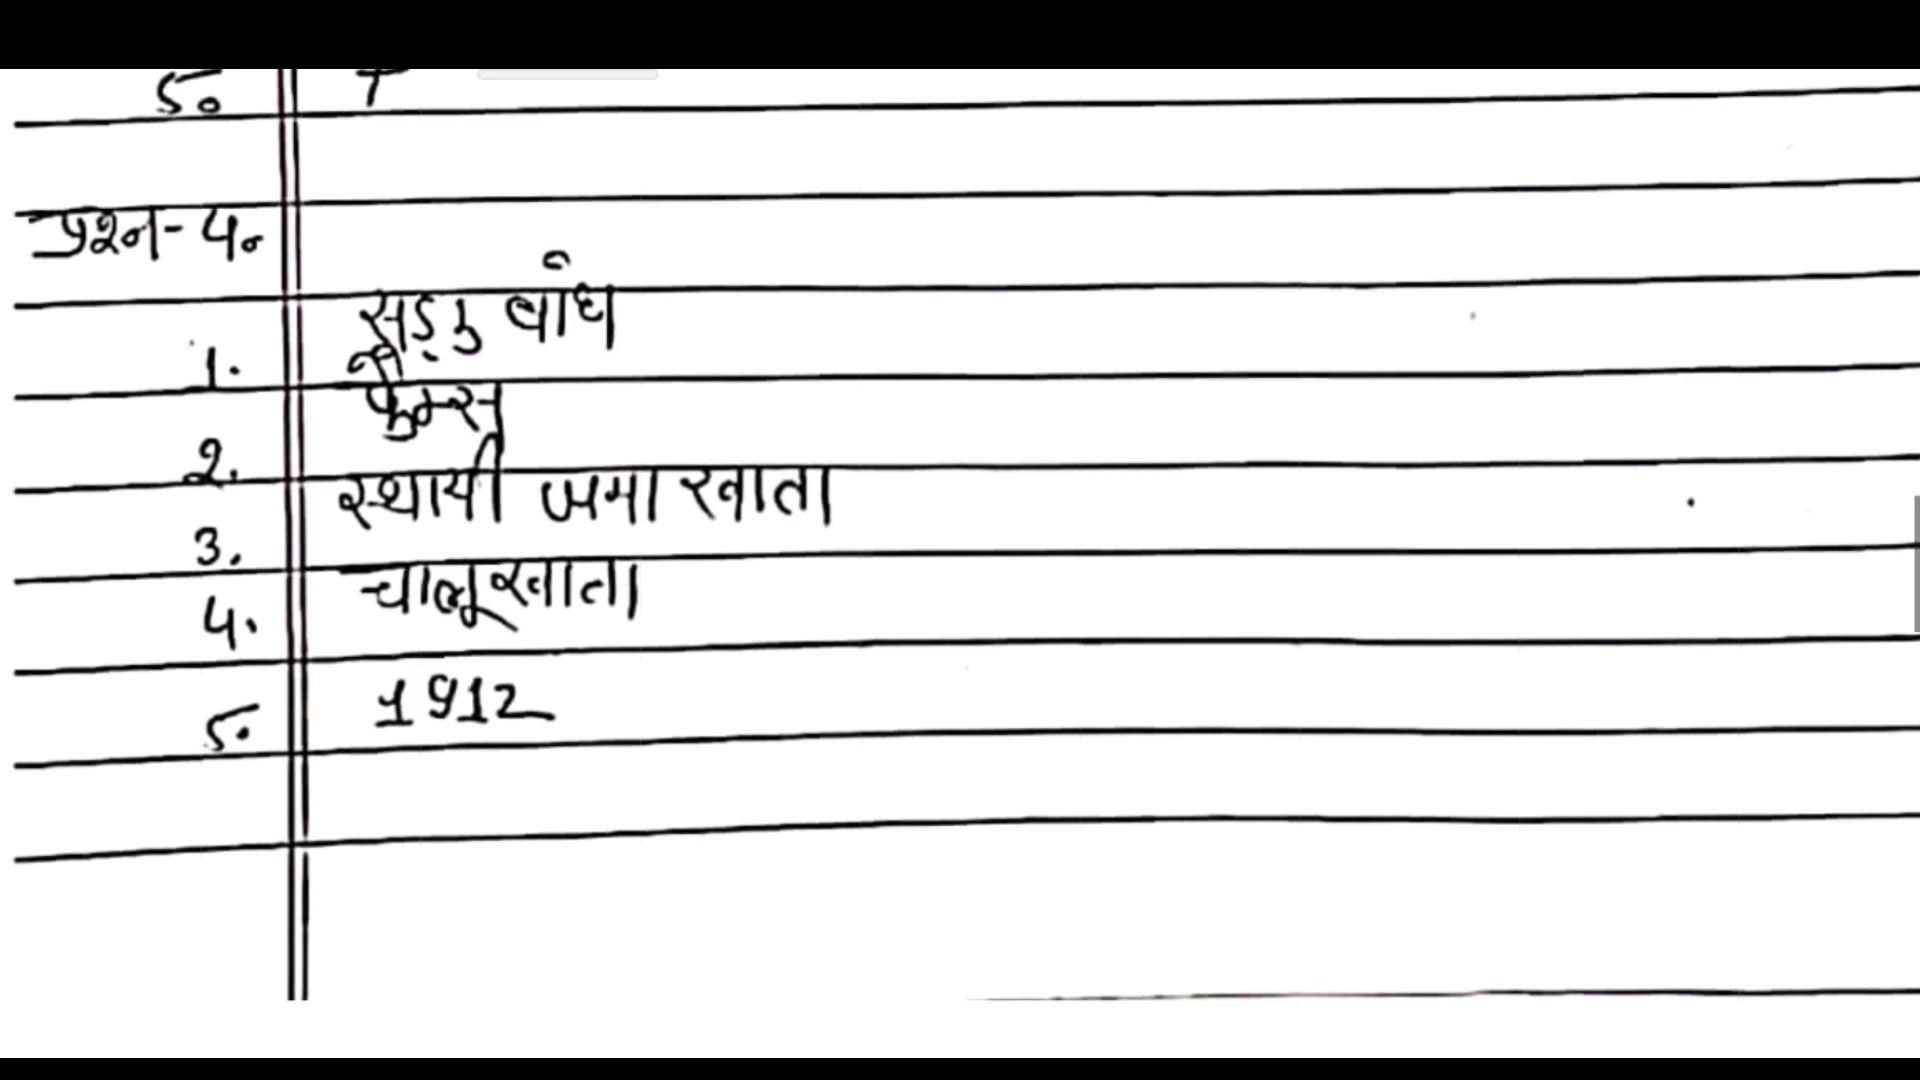 5. T
प्रश्न-4.
1. सड़क बाँध
2. कुम्स
3. स्थायी जमा खाता
4. चालू खाता
5. 1912